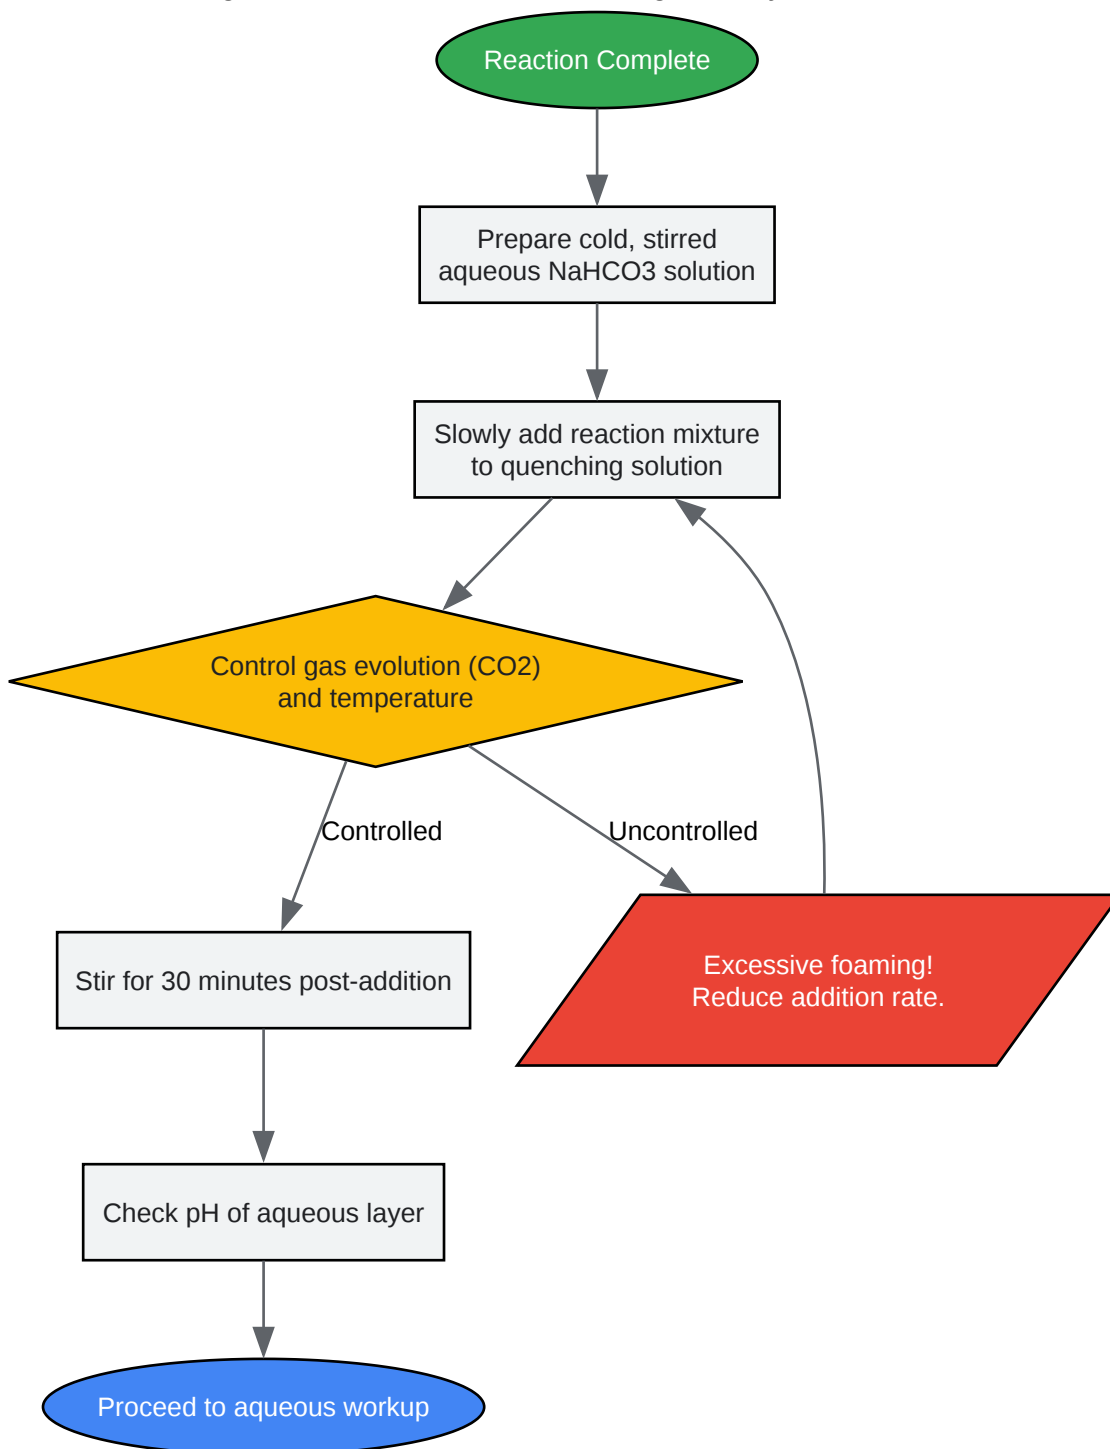 Reaction Complete
Prepare cold, stirred
aqueous NaHCO3 solution
Slowly add reaction mixture
to quenching solution
Control gas evolution (CO2)
and temperature
Controlled
Uncontrolled
Excessive foaming!
Reduce addition rate.
Stir for 30 minutes post-addition
Check pH of aqueous layer
Proceed to aqueous workup